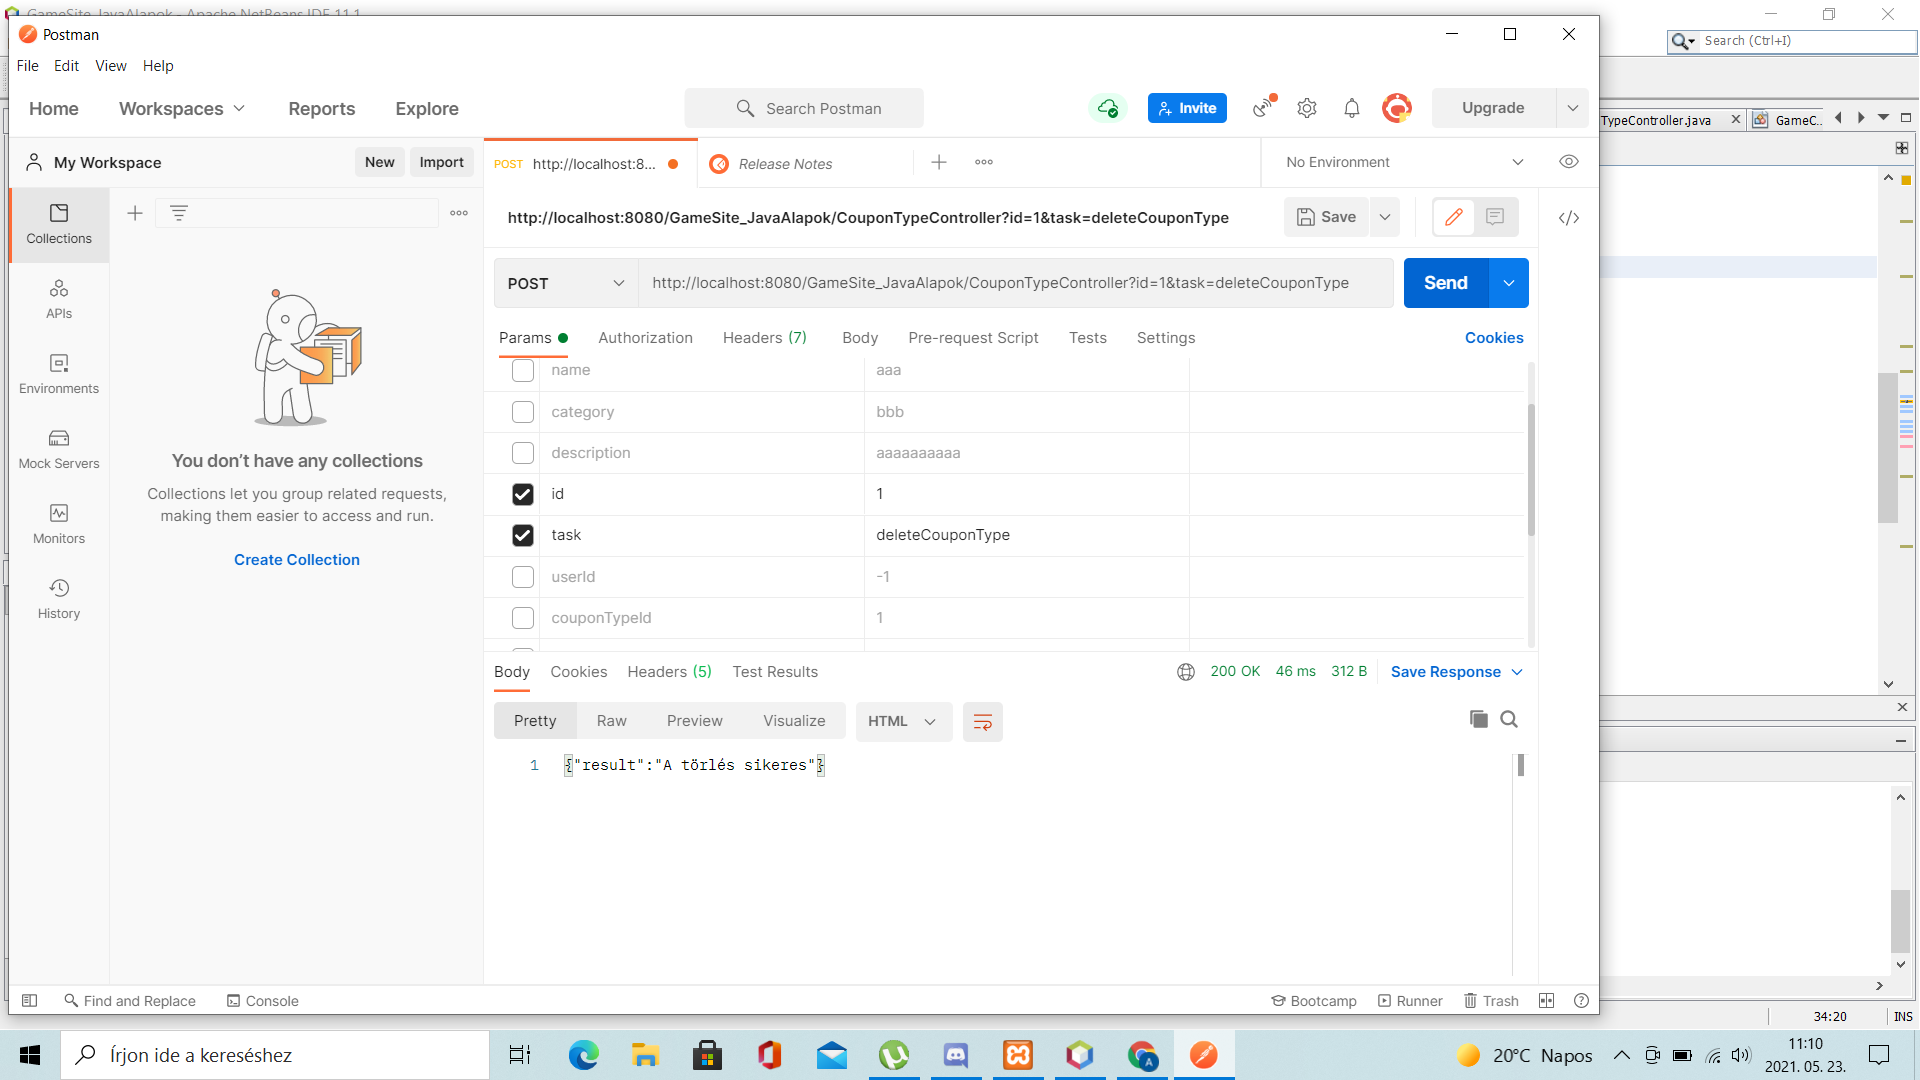 GameSite_JavaAlapok - Apache NetBeans IDE 11.1
Postman
File Edit View Help
Search (Ctrl+I)
Home Workspaces Reports Explore
Search Postman
Invite
Upgrade
TypeController.java
GameC...
My Workspace
New
Import
POST http://localhost:8...
Release Notes
No Environment
http://localhost:8080/GameSite_JavaAlapok/CouponTypeController?id=1&task=deleteCouponType
Save
Collections
POST
http://localhost:8080/GameSite_JavaAlapok/CouponTypeController?id=1&task=deleteCouponType
Send
APIs
Params Authorization Headers (7) Body Pre-request Script Tests Settings Cookies
name aaa
Environments
category bbb
description aaaaaaaaaa
Mock Servers
You don't have any collections
Collections let you group related requests,
making them easier to access and run.
Create Collection
id 1
task deleteCouponType
Monitors
userId -1
History
couponTypeId 1
Body Cookies Headers (5) Test Results
200 OK 46 ms 312 B Save Response
Pretty Raw Preview Visualize HTML
1 {"result":"A törlés sikeres"}
Find and Replace Console
Bootcamp Runner Trash
34:20 INS
Írjon ide a kereséshez
20°C Napos
11:10
2021. 05. 23.